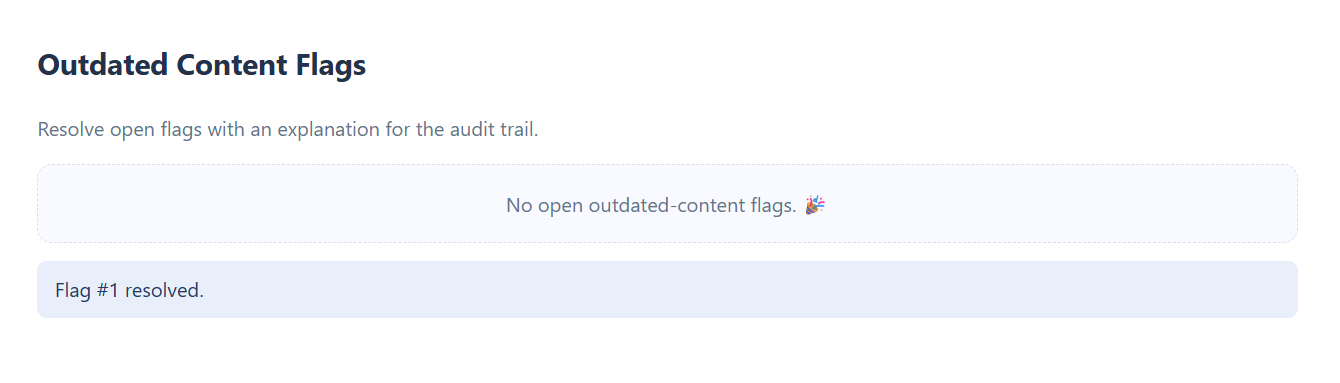 Outdated Content Flags
Resolve open flags with an explanation for the audit trail.
No open outdated-content flags. 🎉
Flag #1 resolved.